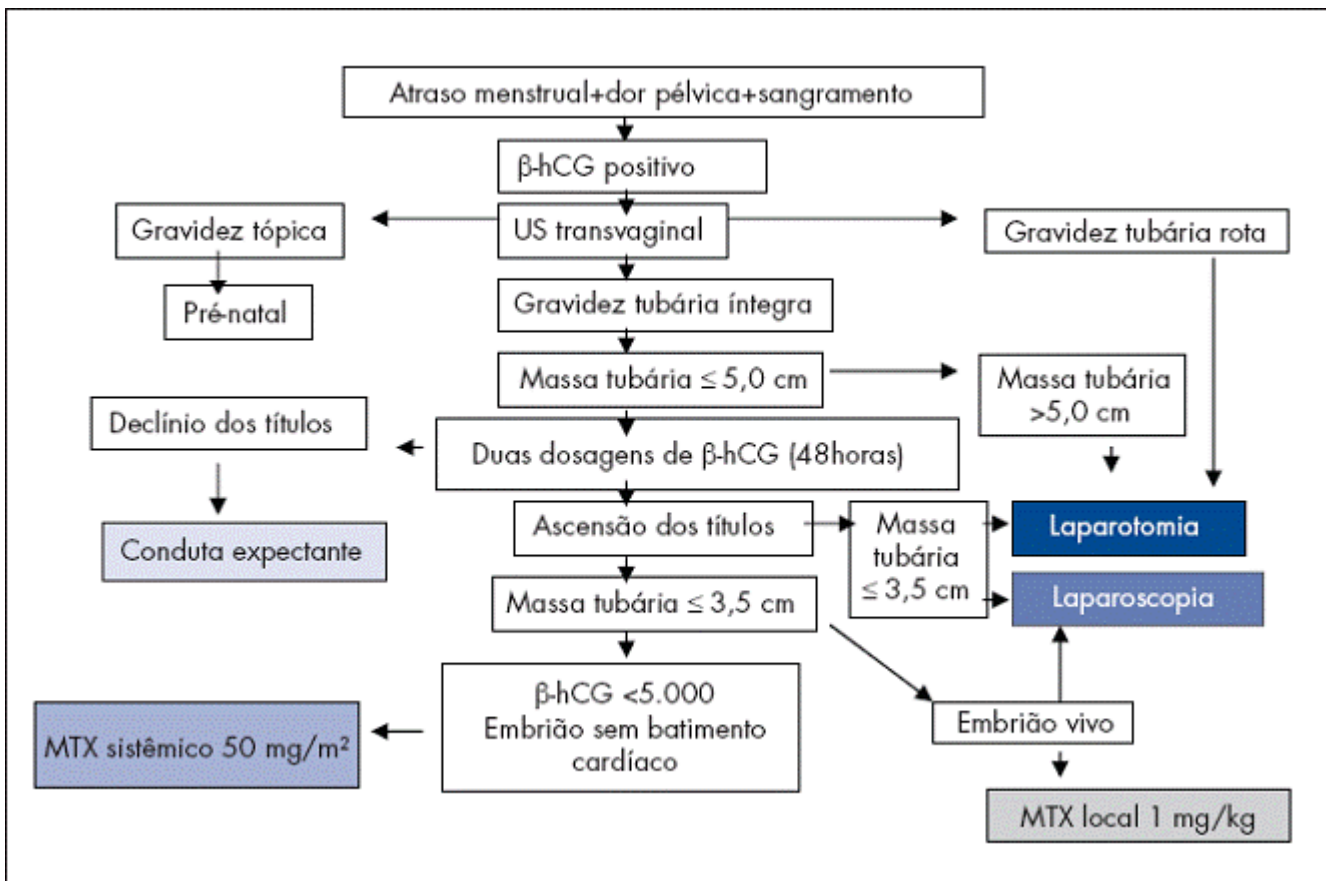 Atraso menstrual+dor pélvica+sangramento
β-hCG positivo
Gravidez tópica
US transvaginal
Gravidez tubária rota
Pré-natal
Gravidez tubária íntegra
Massa tubária ≤ 5,0 cm
Massa tubária
>5,0 cm
Declínio dos títulos
Duas dosagens de β-hCG (48horas)
Conduta expectante
Ascensão dos títulos
Massa
tubária
≤ 3,5 cm
Laparotomia
Laparoscopia
Massa tubária ≤ 3,5 cm
β-hCG <5.000
Embrião sem batimento
cardíaco
MTX sistêmico 50 mg/m²
Embrião vivo
MTX local 1 mg/kg